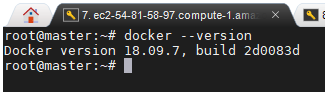 7. ec2-54-81-58-97.compute-1.ama
8
root@master:~# docker --version
Docker version 18.09.7, build 2d0083d
root@master:~#